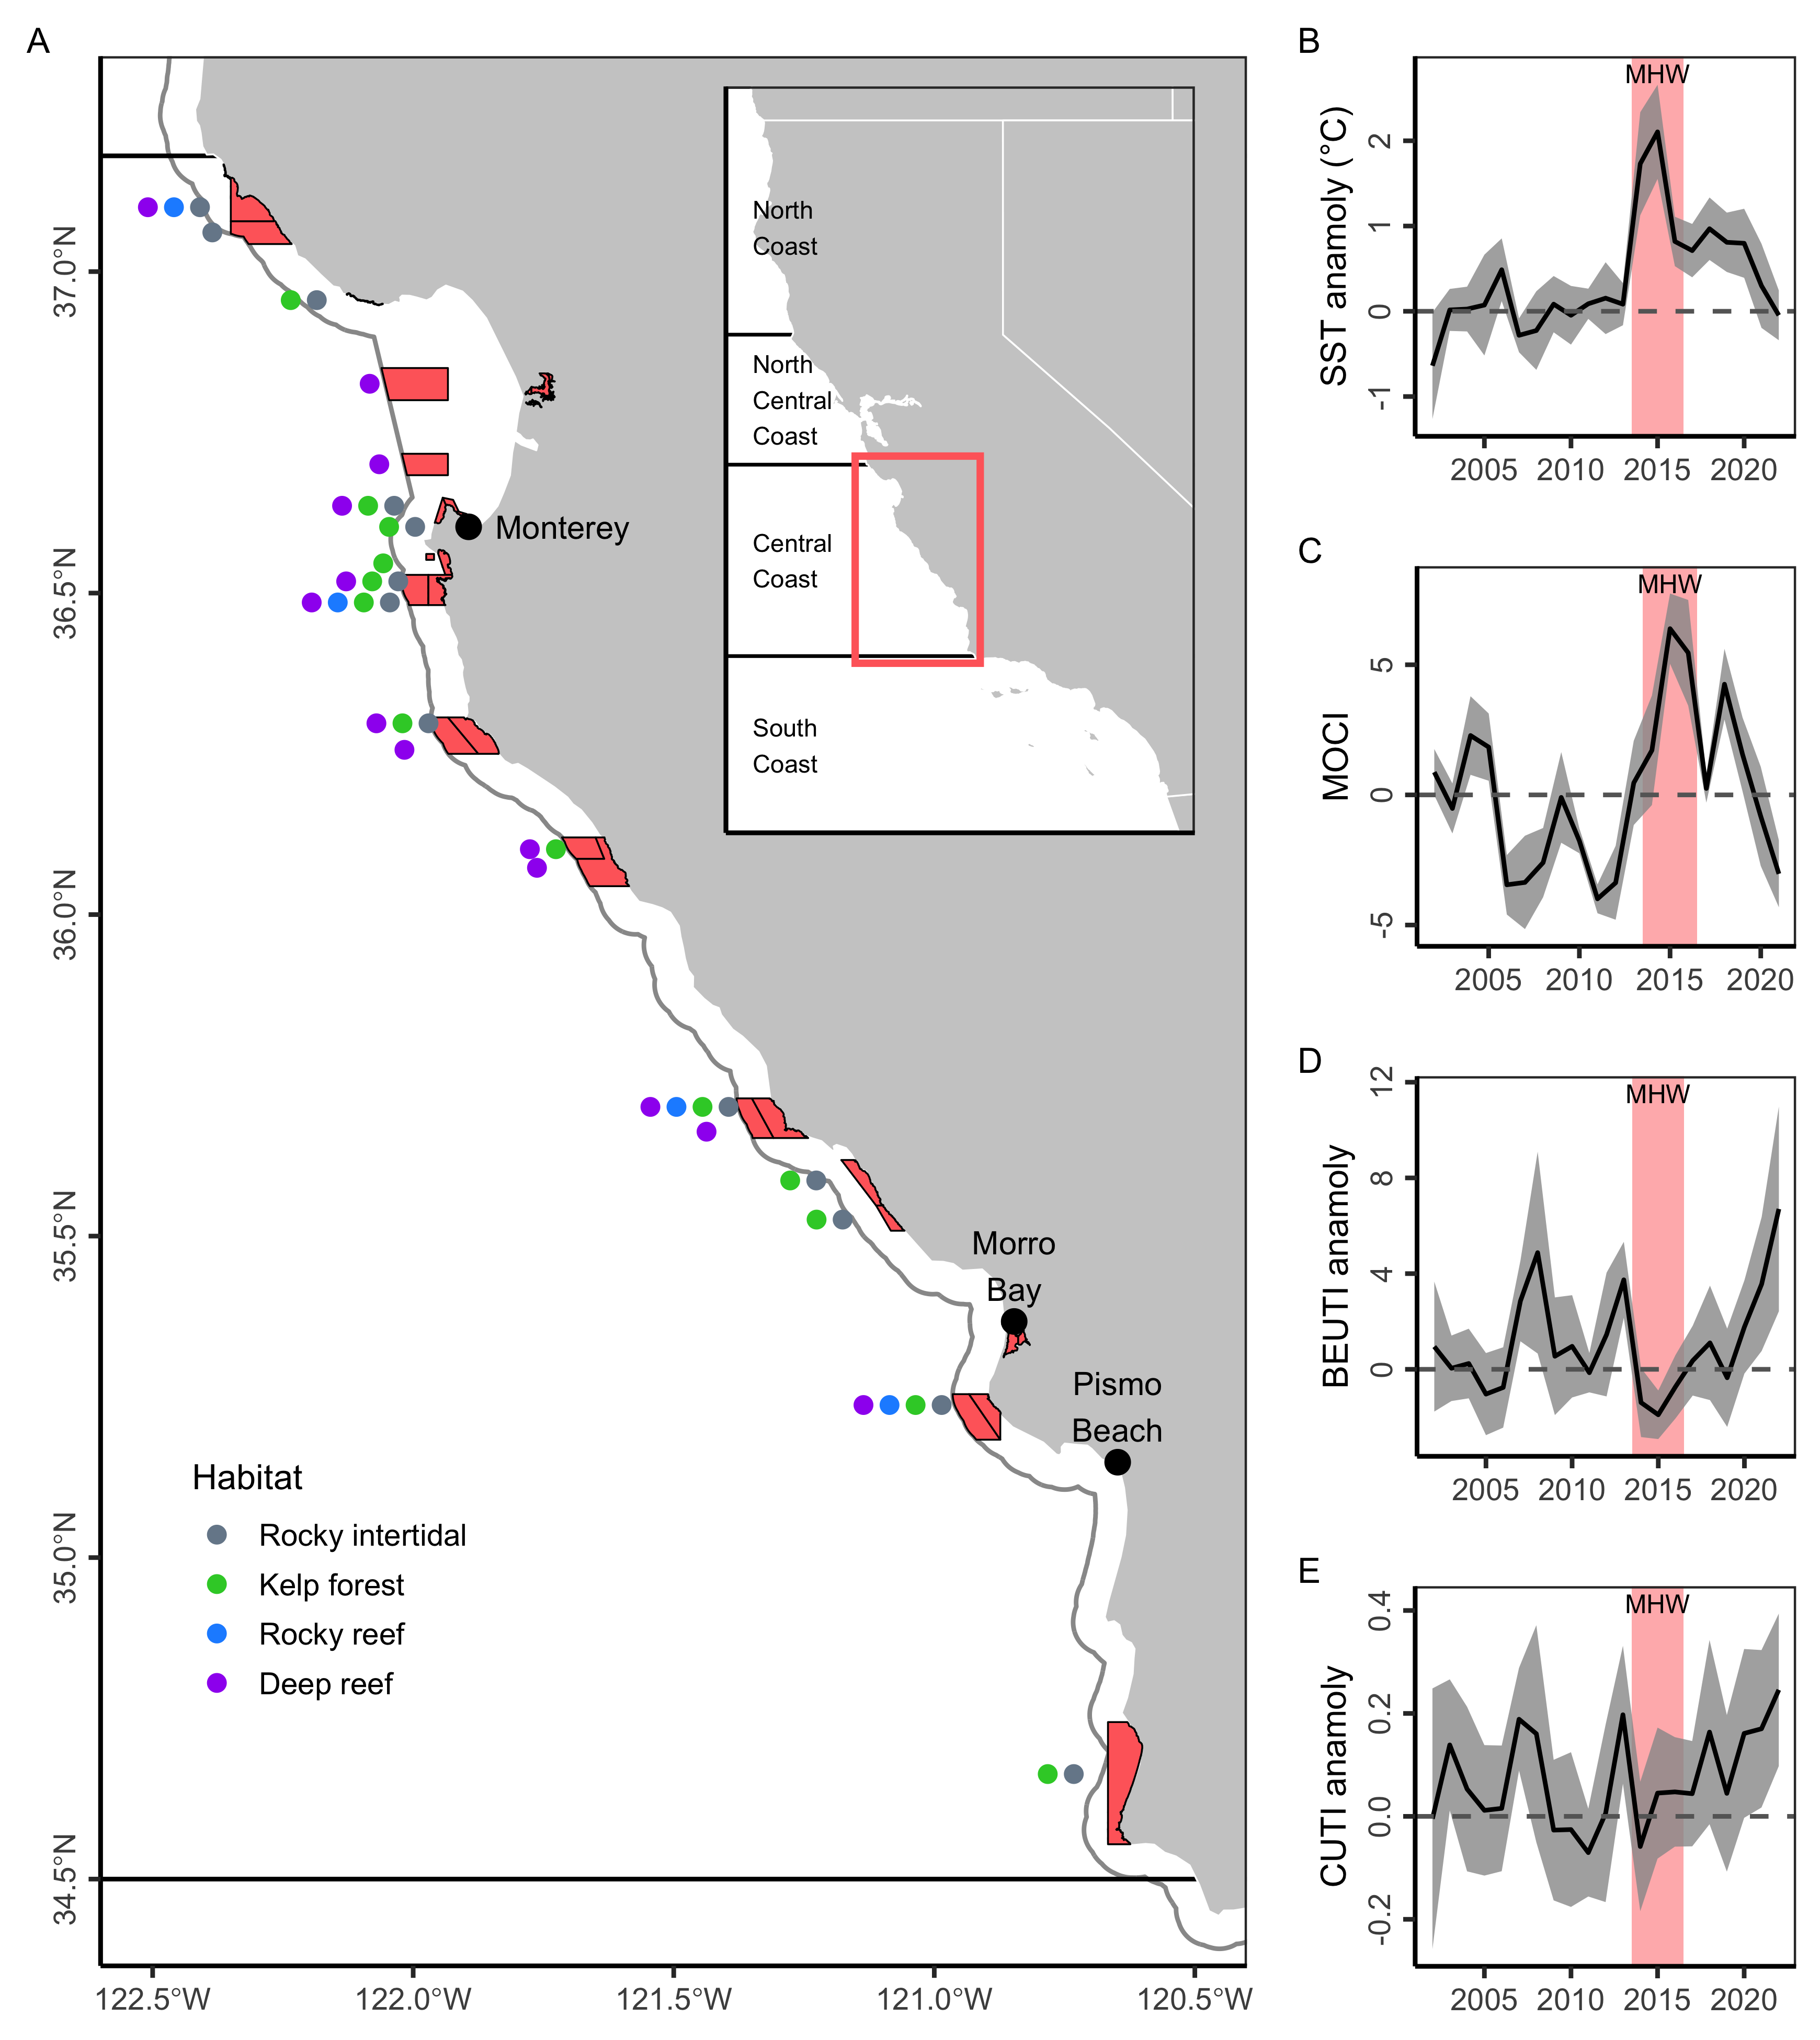 A
37.0°N
36.5°N
36.0°N
35.5°N
35.0°N
34.5°N
122.5°W
122.0°W
121.5°W
121.0°W
120.5°W
North
Coast
North
Central
Coast
Central
Coast
South
Coast
Monterey
Morro
Bay
Pismo
Beach
Habitat
Rocky intertidal
Kelp forest
Rocky reef
Deep reef
B
MHW
SST anamoly (°C)
2
1
0
-1
2005 2010 2015 2020
C
MHW
MOCI
5
0
-5
2005 2010 2015 2020
D
MHW
BEUTI anamoly
12
8
4
0
2005 2010 2015 2020
E
MHW
CUTI anamoly
0.4
0.2
0.0
-0.2
2005 2010 2015 2020